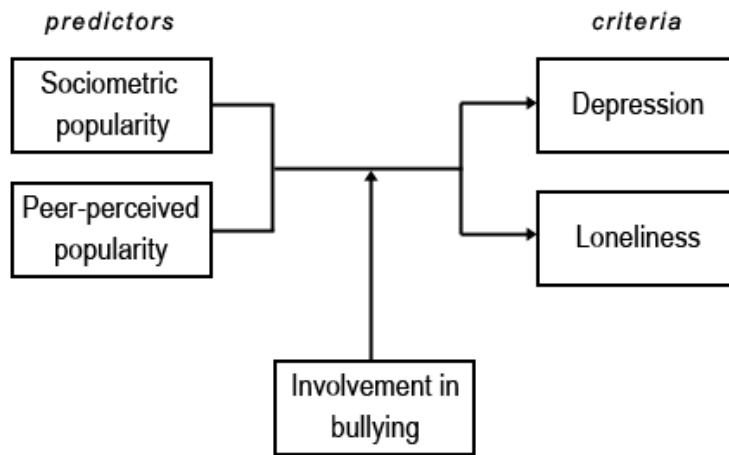 predictors
criteria
Sociometric
popularity
Depression
Peer-perceived
popularity
Loneliness
Involvement in
bullying